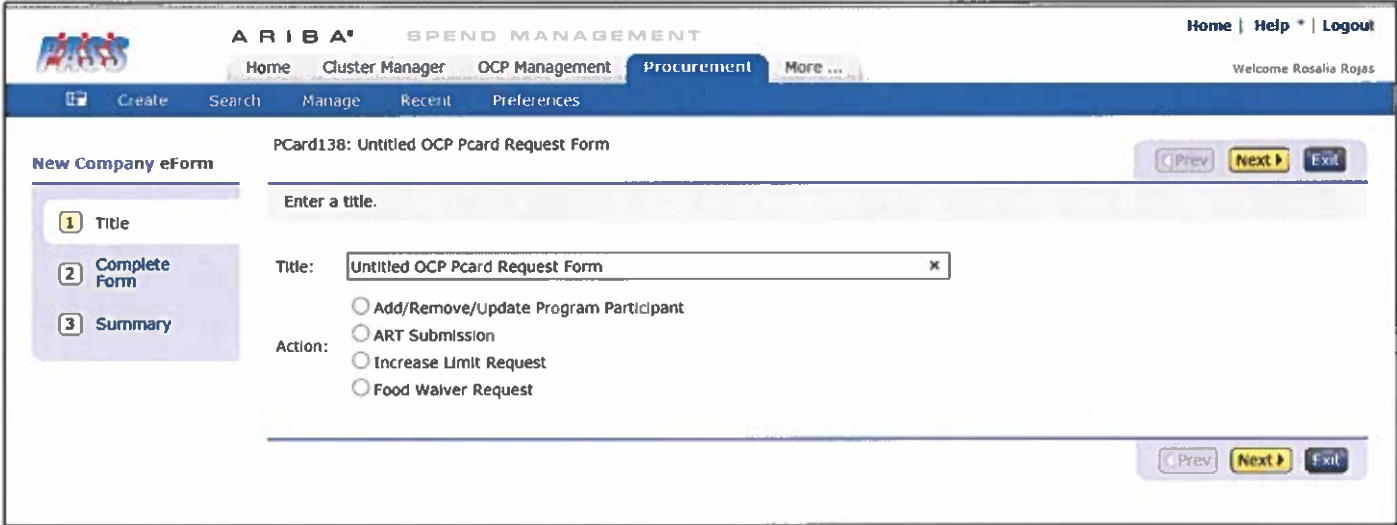 PASS
ARIBA® SPEND MANAGEMENT
Home | Help * | Logout
Home Cluster Manager OCP Management Procurement More ...
Welcome Rosalia Rojas
Create Search Manage Recent Preferences
New Company eForm
PCard138: Untitled OCP Pcard Request Form
Prev Next Exit
Enter a title.
1 Title
2 Complete
Form
3 Summary
Title: Untitled OCP Pcard Request Form
Action:
Add/Remove/Update Program Participant
ART Submission
Increase Limit Request
Food Waiver Request
Prev Next Exit